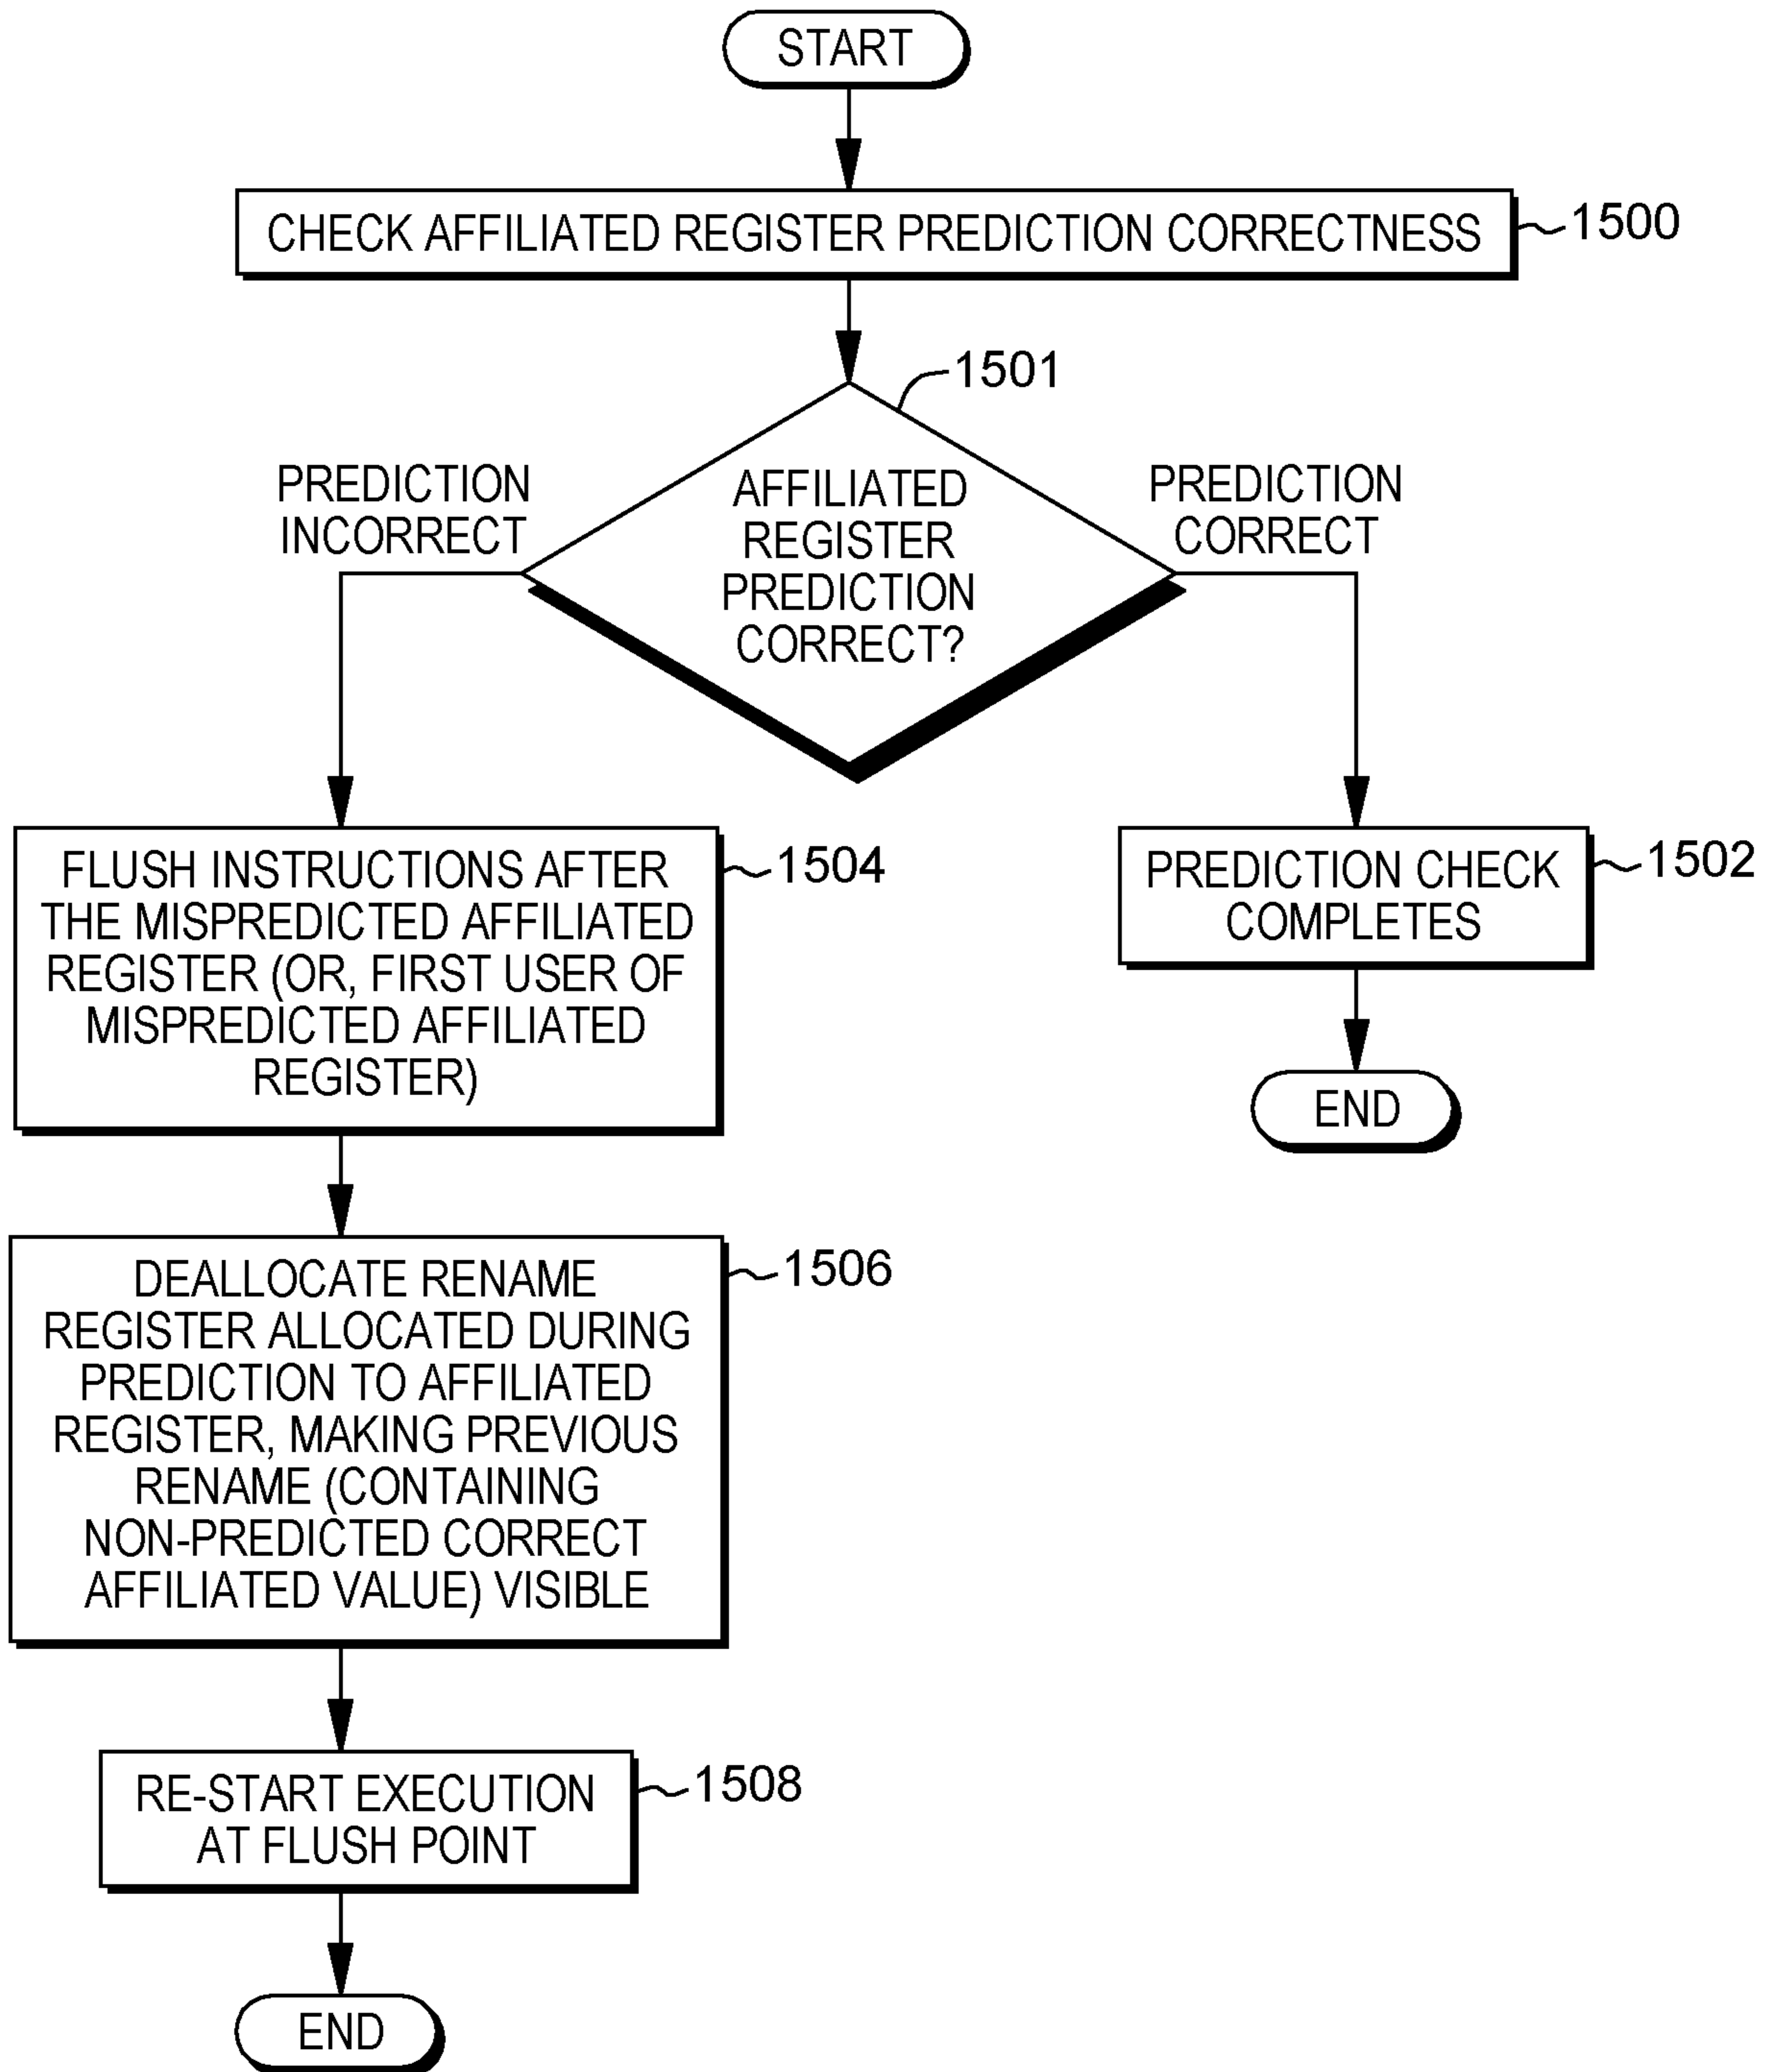 START
CHECK AFFILIATED REGISTER PREDICTION CORRECTNESS
1500
1501
AFFILIATED
REGISTER
PREDICTION
CORRECT?
PREDICTION
INCORRECT
PREDICTION
CORRECT
FLUSH INSTRUCTIONS AFTER
THE MISPREDICTED AFFILIATED
REGISTER (OR, FIRST USER OF
MISPREDICTED AFFILIATED
REGISTER)
1504
PREDICTION CHECK
COMPLETES
1502
END
DEALLOCATE RENAME
REGISTER ALLOCATED DURING
PREDICTION TO AFFILIATED
REGISTER, MAKING PREVIOUS
RENAME (CONTAINING
NON-PREDICTED CORRECT
AFFILIATED VALUE) VISIBLE
1506
RE-START EXECUTION
AT FLUSH POINT
1508
END